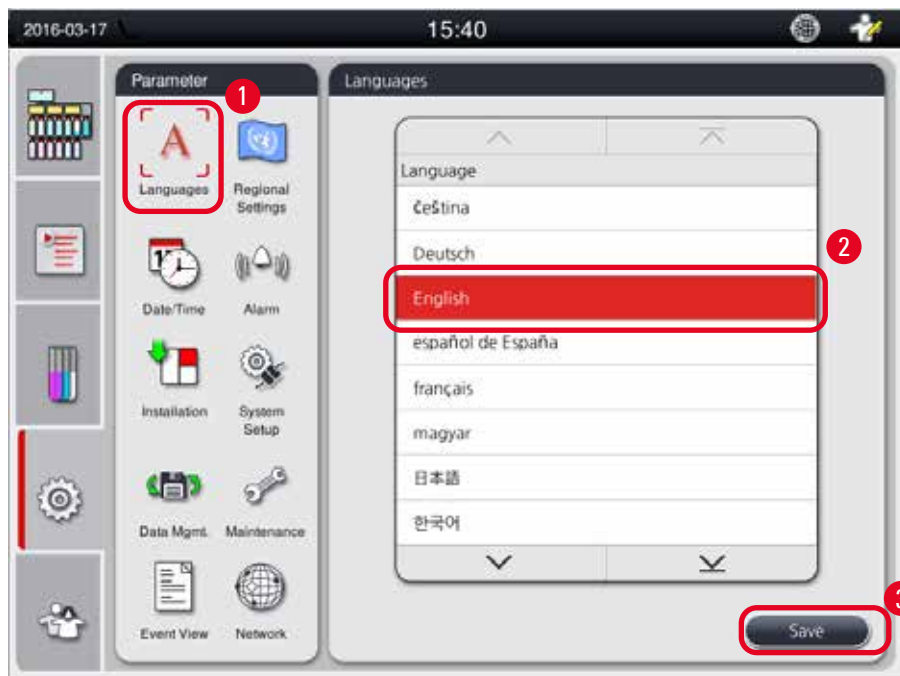 2016-03-17
15:40
Parameter
1
Languages
A
Languages
Regional
Settings
Date/Time
Alarm
Installation
System
Setup
Data Mgmt.
Maintenance
Event View
Network
Language
čeština
Deutsch
2
English
español de España
français
magyar
日本語
한국어
3
Save